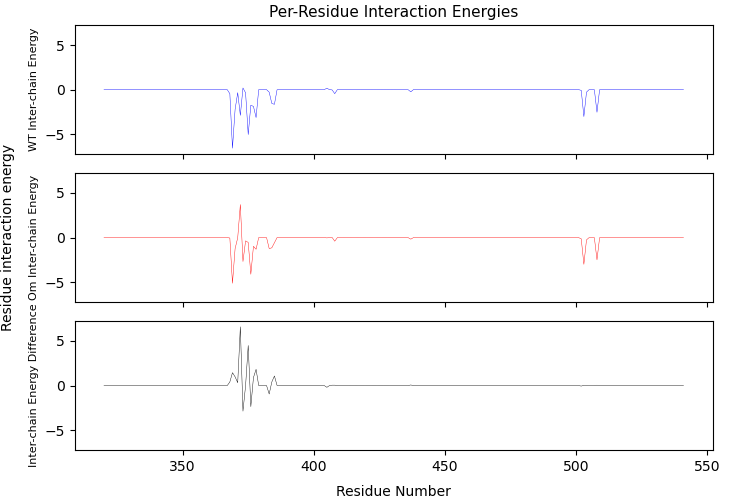 Per-Residue Interaction Energies
Residue interaction energy
WT Inter-chain Energy
5
0
−5
Om Inter-chain Energy
5
0
−5
Inter-chain Energy Difference
5
0
−5
350
400
450
500
550
Residue Number